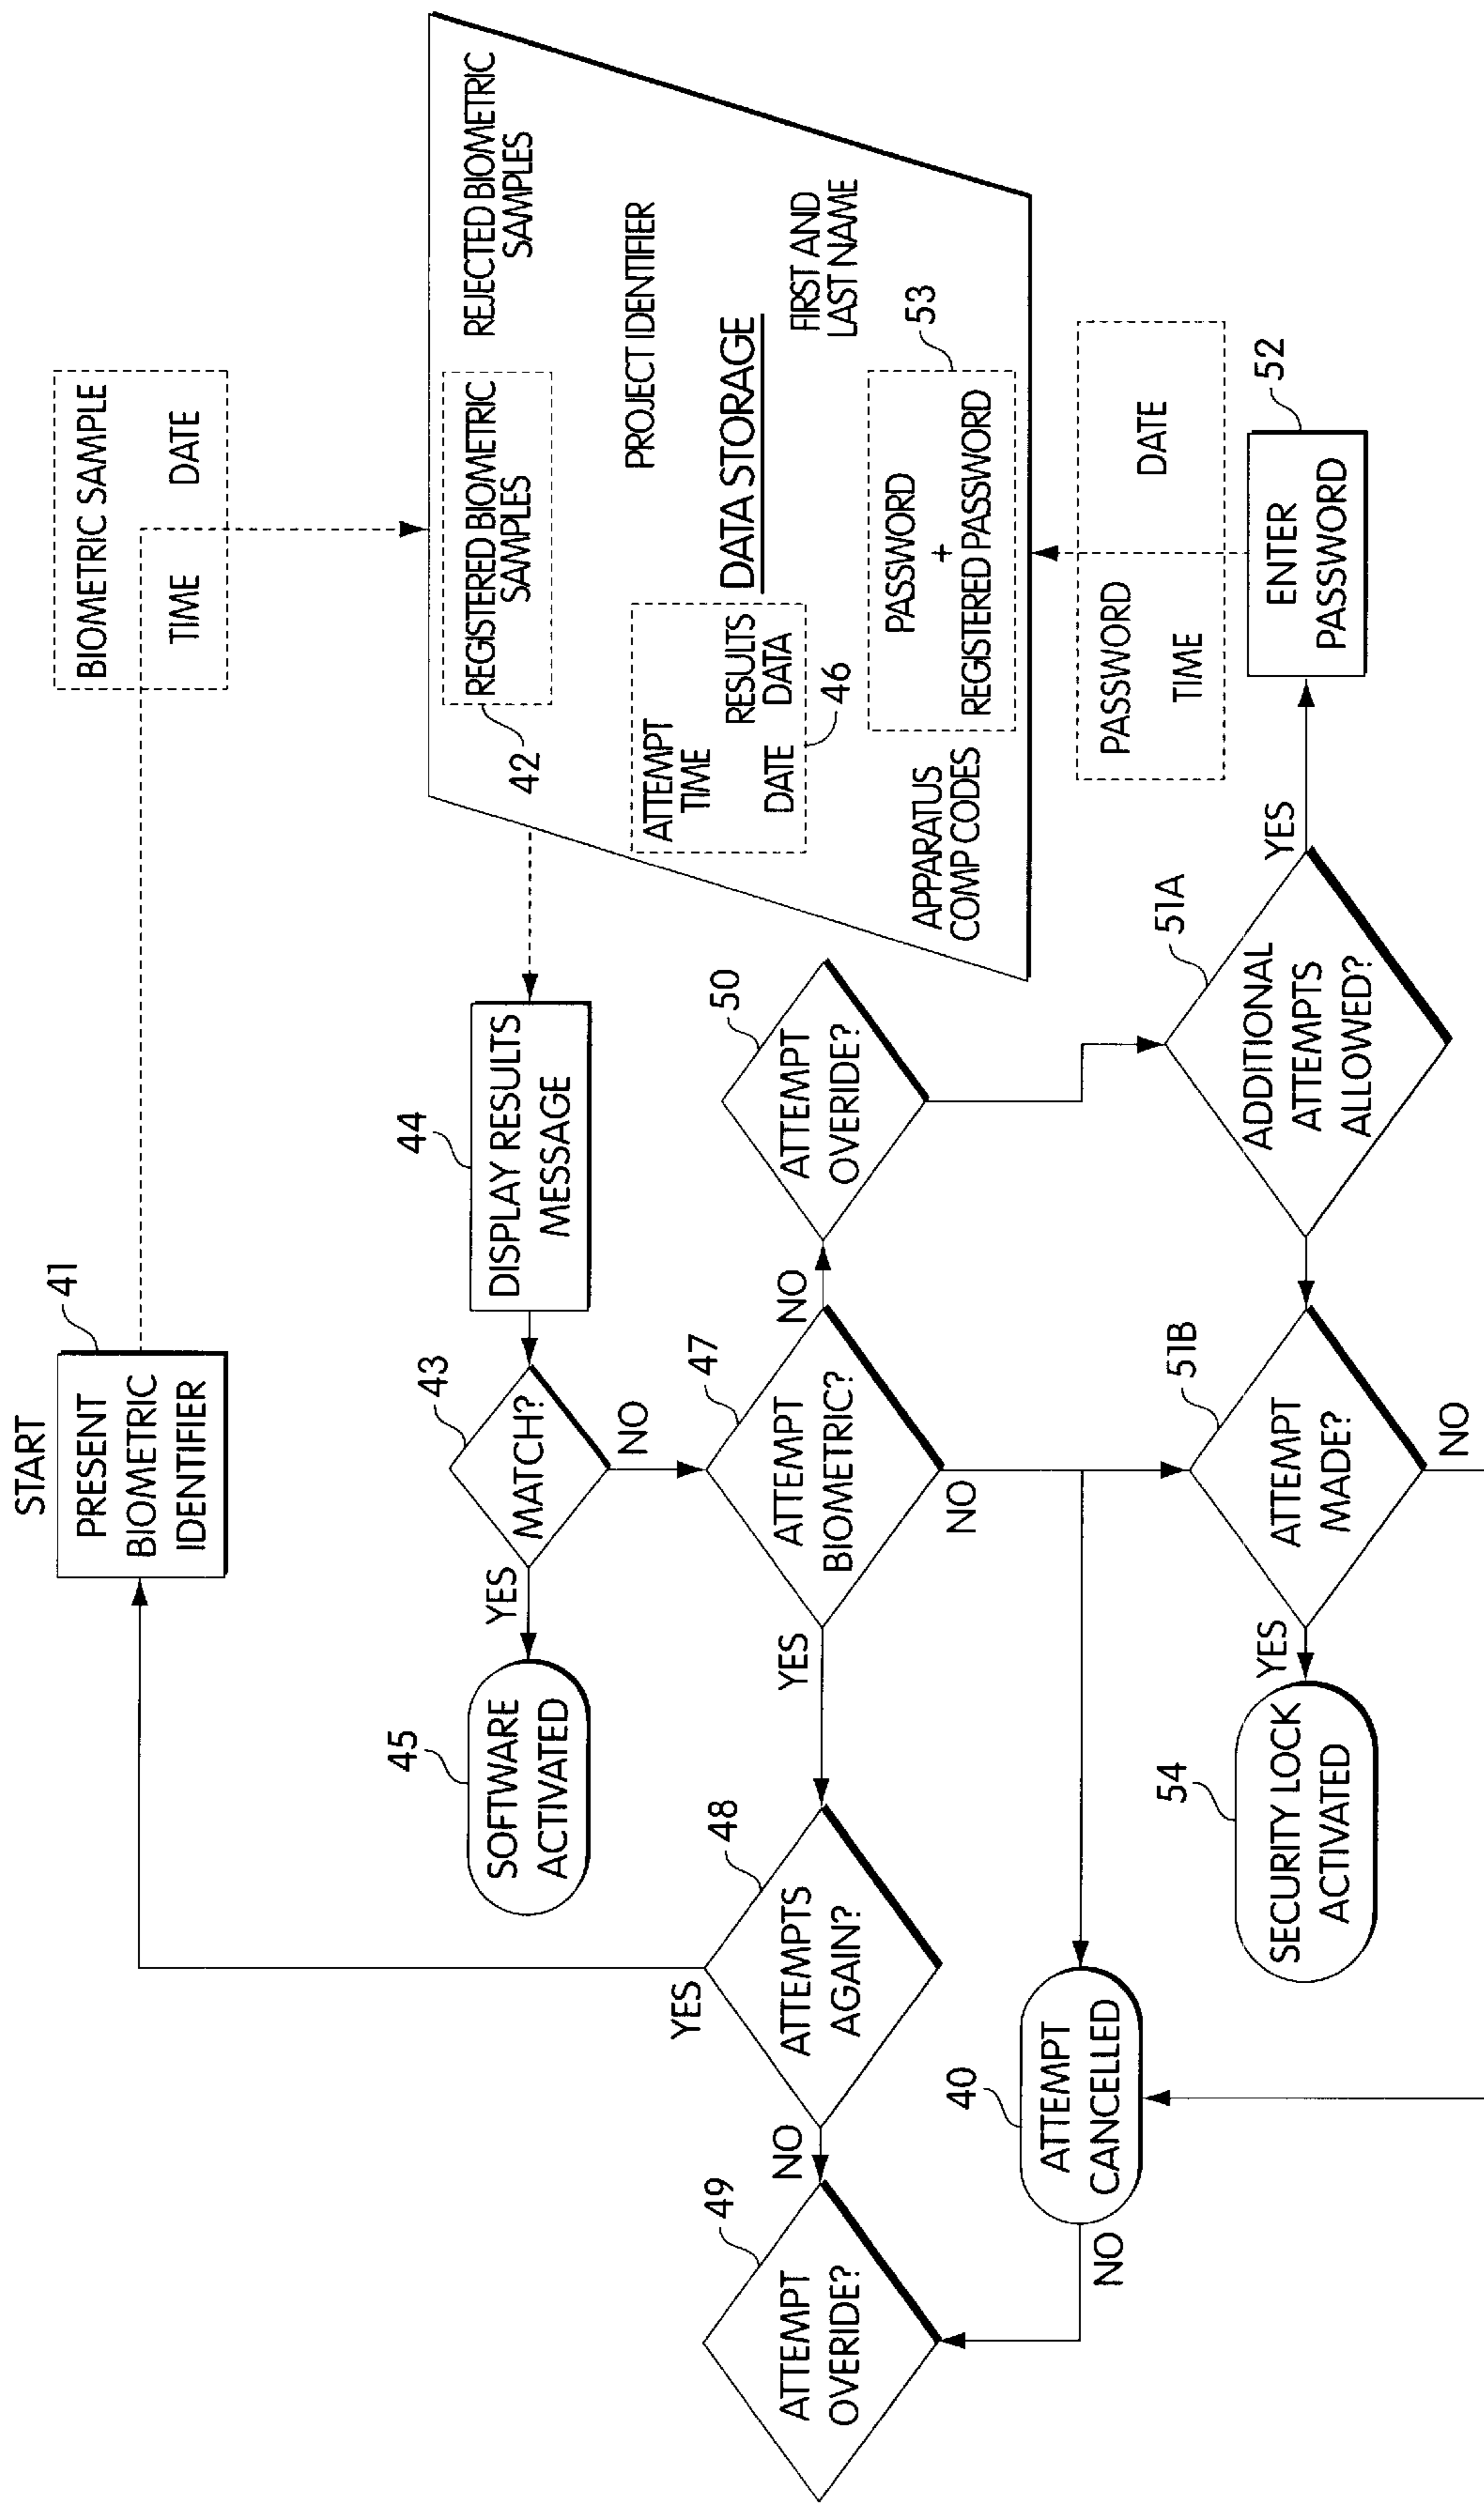 START
41
PRESENT
BIOMETRIC
IDENTIFIER
BIOMETRIC SAMPLE
TIME
DATE
45
SOFTWARE
ACTIVATED
YES
43
MATCH?
NO
44
DISPLAY RESULTS
MESSAGE
42
REGISTERED BIOMETRIC
SAMPLES
REJECTED BIOMETRIC
SAMPLES
PROJECT IDENTIFIER
ATTEMPT
TIME
RESULTS
DATE
DATA
46
DATA STORAGE
FIRST AND
LAST NAME
PASSWORD
+
REGISTERED PASSWORD
53
APPARATUS
COMP CODES
49
ATTEMPT
OVERIDE?
NO
48
ATTEMPTS
AGAIN?
YES
YES
47
ATTEMPT
BIOMETRIC?
NO
NO
50
ATTEMPT
OVERIDE?
40
ATTEMPT
CANCELLED
NO
54
SECURITY LOCK
ACTIVATED
YES
51B
ATTEMPT
MADE?
NO
51A
ADDITIONAL
ATTEMPTS
ALLOWED?
YES
PASSWORD
TIME
DATE
52
ENTER
PASSWORD